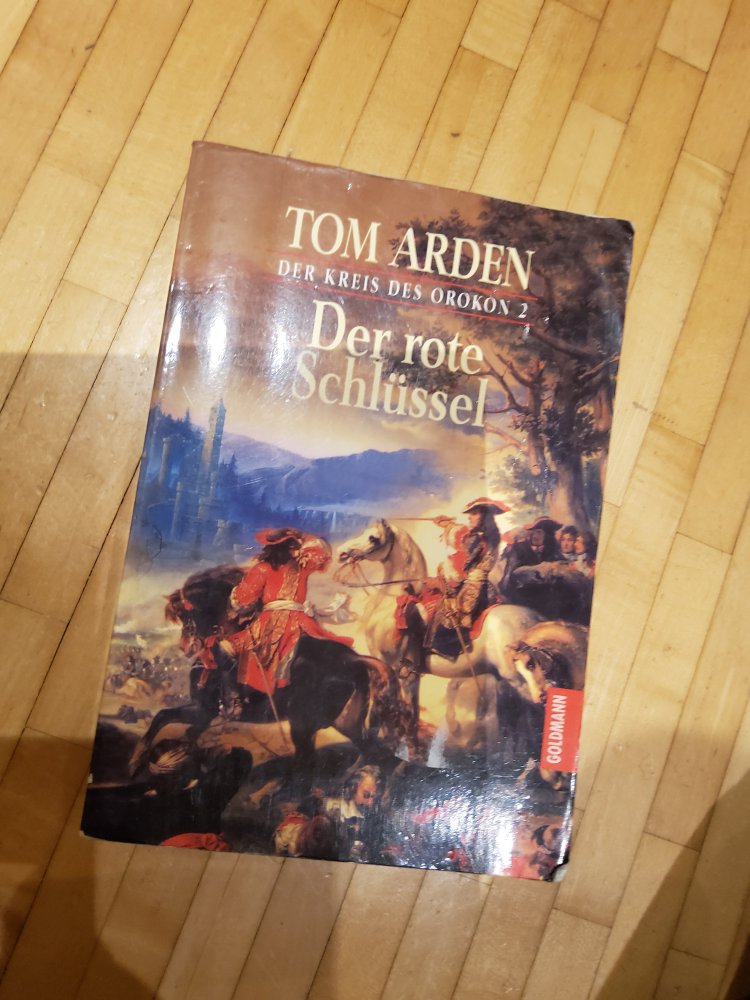 TOM ARDEN
DER KREIS DES OROKON 2
Der rote
Schlüssel
GOLDMANN